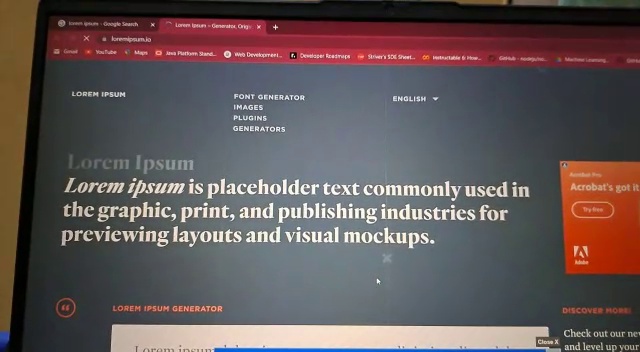 lorem ipsum - Google Search
Lorem Ipsum – Generator, Orig
loremipsum.io
Gmail
YouTube
Maps
Java Platform Stand...
Web Development...
Developer Roadmaps
Striver's SDE Sheet...
Instructable & How...
GitHub
Machine Learning...
LOREM IPSUM
FONT GENERATOR
IMAGES
PLUGINS
GENERATORS
ENGLISH
Lorem Ipsum
Lorem ipsum is placeholder text commonly used in
the graphic, print, and publishing industries for
previewing layouts and visual mockups.
Acrobat Pro
Acrobat's got it
Try free
Adobe
LOREM IPSUM GENERATOR
DISCOVER MORE!
Close X
Check out our new
and level up your
Lorem ipsum